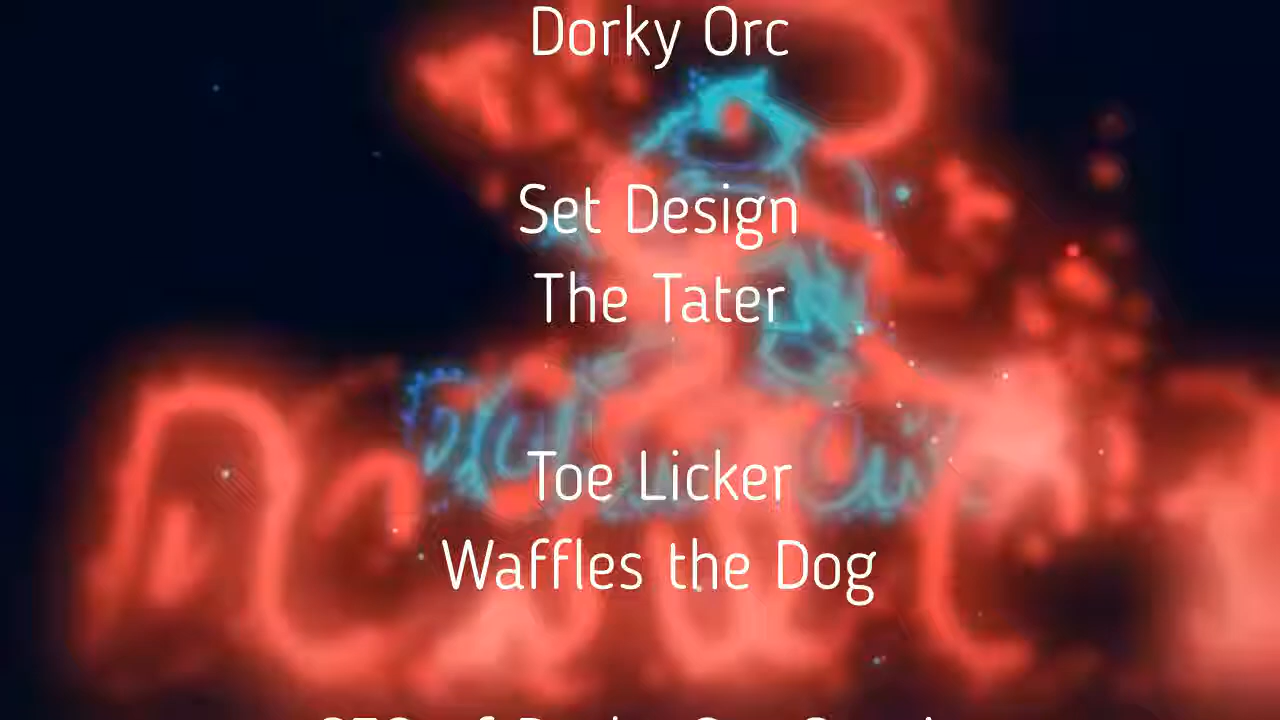 Dorky Orc
Set Design
The Tater
Toe Licker
Waffles the Dog